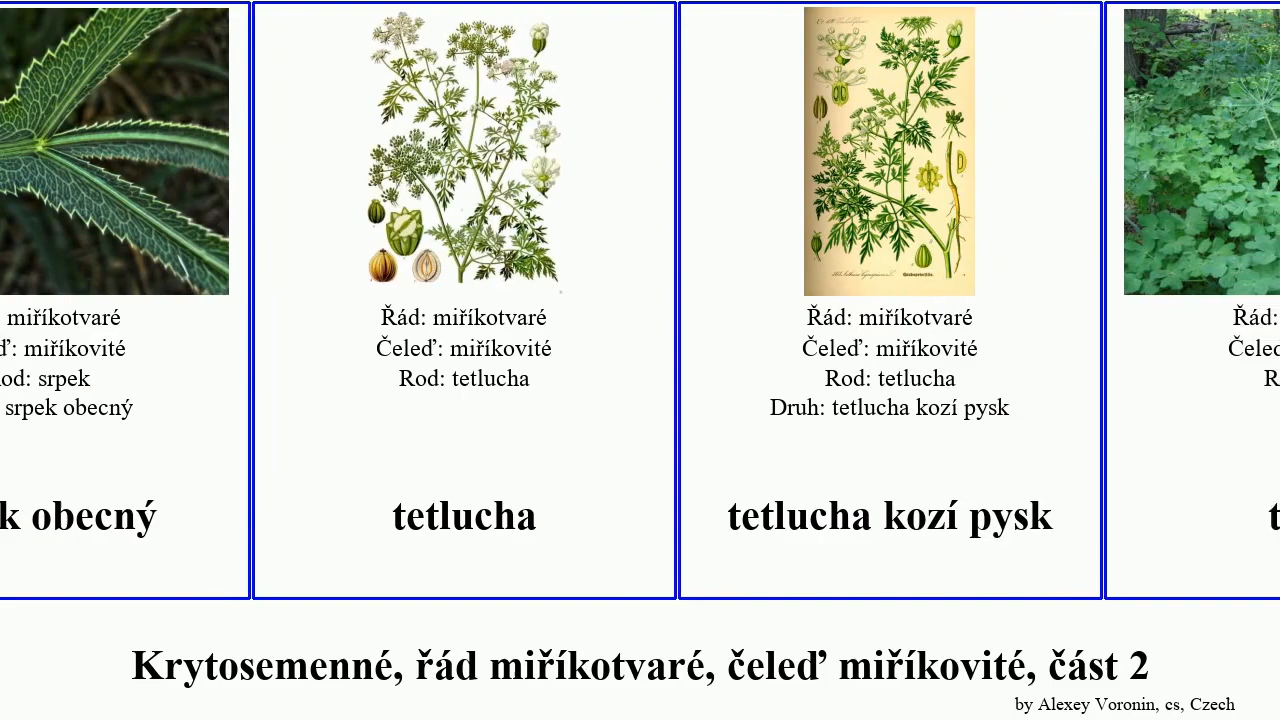 miříkotvaré
miříkovité
srpek
srpek obecný
obecný
Řád: miříkotvaré
Čeleď: miříkovité
Rod: tetlucha
tetlucha
Řád: miříkotvaré
Čeleď: miříkovité
Rod: tetlucha
Druh: tetlucha kozí pysk
tetlucha kozí pysk
Řád:
Krytosemenné, řád miříkotvaré, čeleď miříkovité, část 2
by Alexey Voronin, cs, Czech